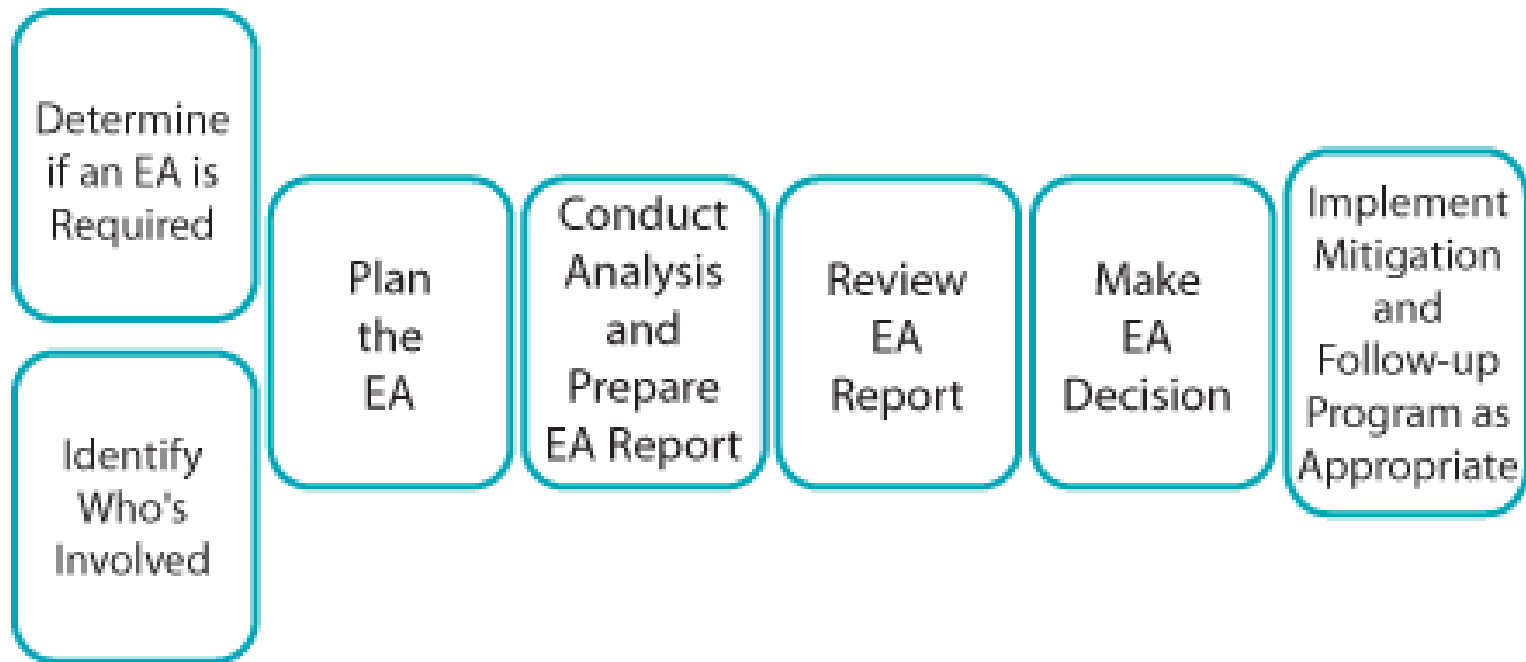 Determine
if an EA is
Required
Identify
Who's
Involved
Plan
the
EA
Conduct
Analysis
and
Prepare
EA Report
Review
EA
Report
Make
EA
Decision
Implement
Mitigation
and
Follow-up
Program as
Appropriate